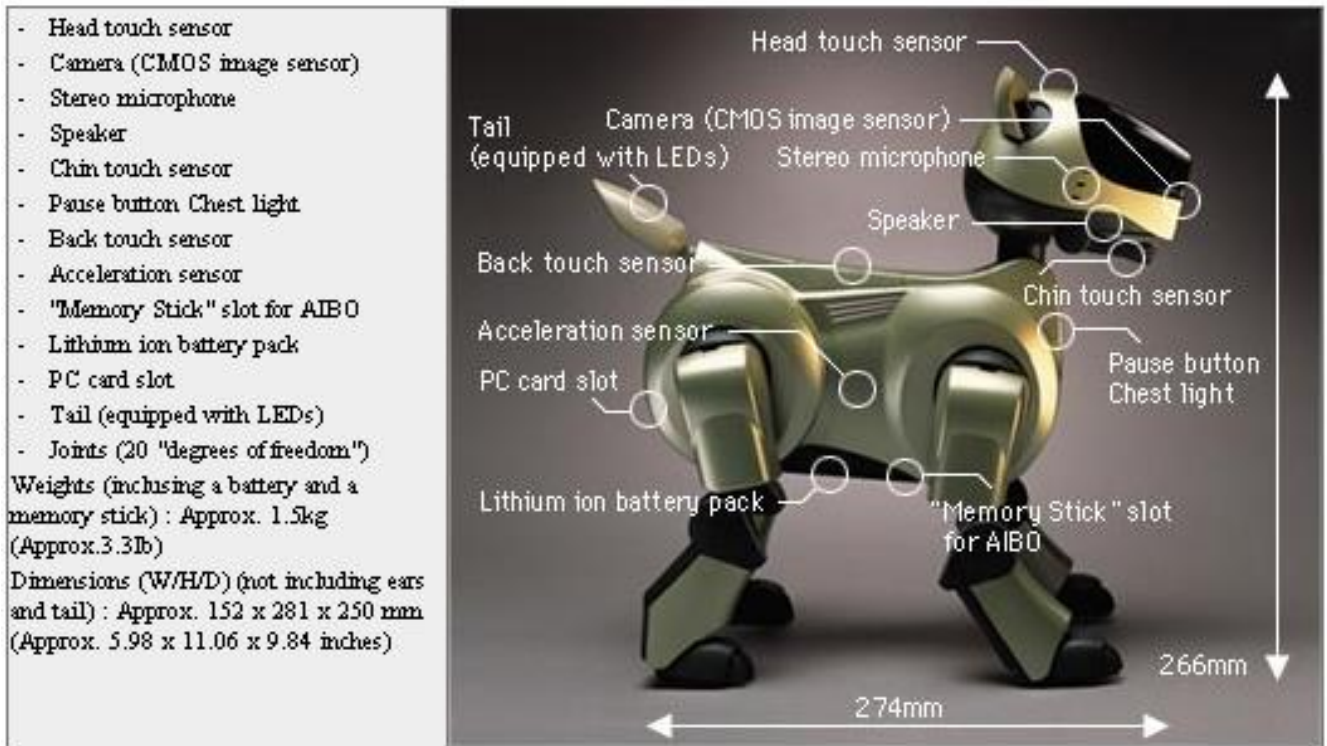 - Head touch sensor
- Camera (CMOS image sensor)
- Stereo microphone
- Speaker
- Chin touch sensor
- Pause button Chest light
- Back touch sensor
- Acceleration sensor
- "Memory Stick" slot for AIBO
- Lithium ion battery pack
- PC card slot
- Tail (equipped with LEDs)
- Joints (20 "degrees of freedom")
Weights (inclusing a battery and a
memory stick) : Approx. 1.5kg
(Approx.3.3lb)
Dimensions (W/H/D) (not including ears
and tail) : Approx. 152 x 281 x 250 mm
(Approx. 5.98 x 11.06 x 9.84 inches)
Head touch sensor
Camera (CMOS image sensor)
Tail
(equipped with LEDs)
Stereo microphone
Speaker
Back touch sensor
Chin touch sensor
Acceleration sensor
Pause button
Chest light
PC card slot
Lithium ion battery pack
"Memory Stick" slot
for AIBO
266mm
274mm